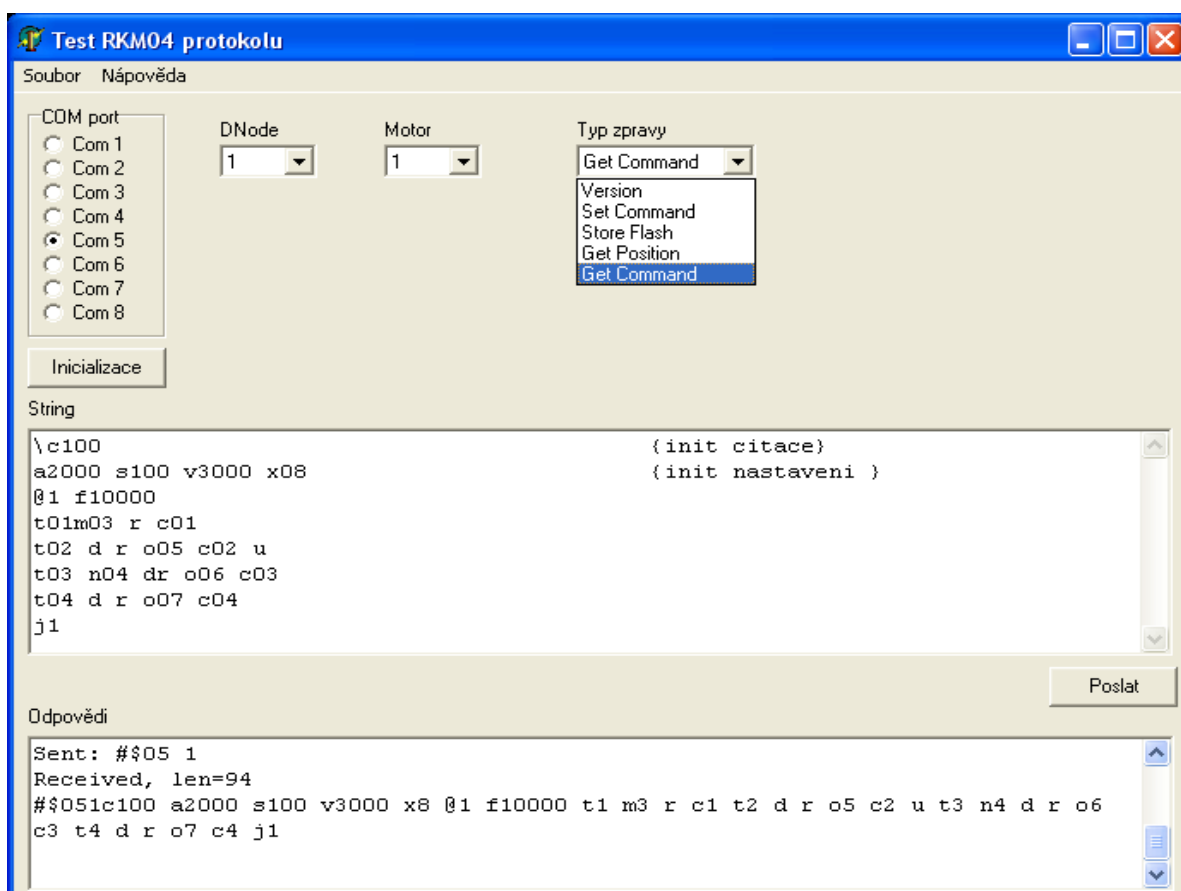 Test RKM04 protokolu
Soubor Nápověda
COM port
Com 1
Com 2
Com 3
Com 4
Com 5
Com 6
Com 7
Com 8
DNode
1
Motor
1
Typ zpravy
Get Command
Version
Set Command
Store Flash
Get Position
Get Command
Inicializace
String
\c100 {init citace}
a2000 s100 v3000 x08 {init nastaveni }
@1 f10000
t01m03 r c01
t02 d r o05 c02 u
t03 n04 dr o06 c03
t04 d r o07 c04
j1
Poslat
Odpovědi
Sent: #$05 1
Received, len=94
#$051c100 a2000 s100 v3000 x8 @1 f10000 t1 m3 r c1 t2 d r o5 c2 u t3 n4 d r o6
c3 t4 d r o7 c4 j1